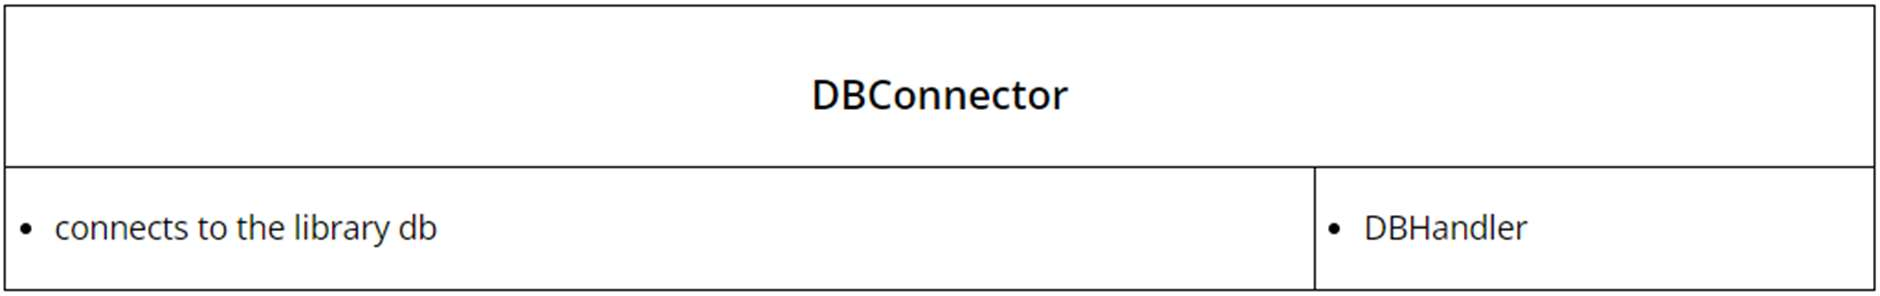 DBConnector
• connects to the library db
• DBHandler